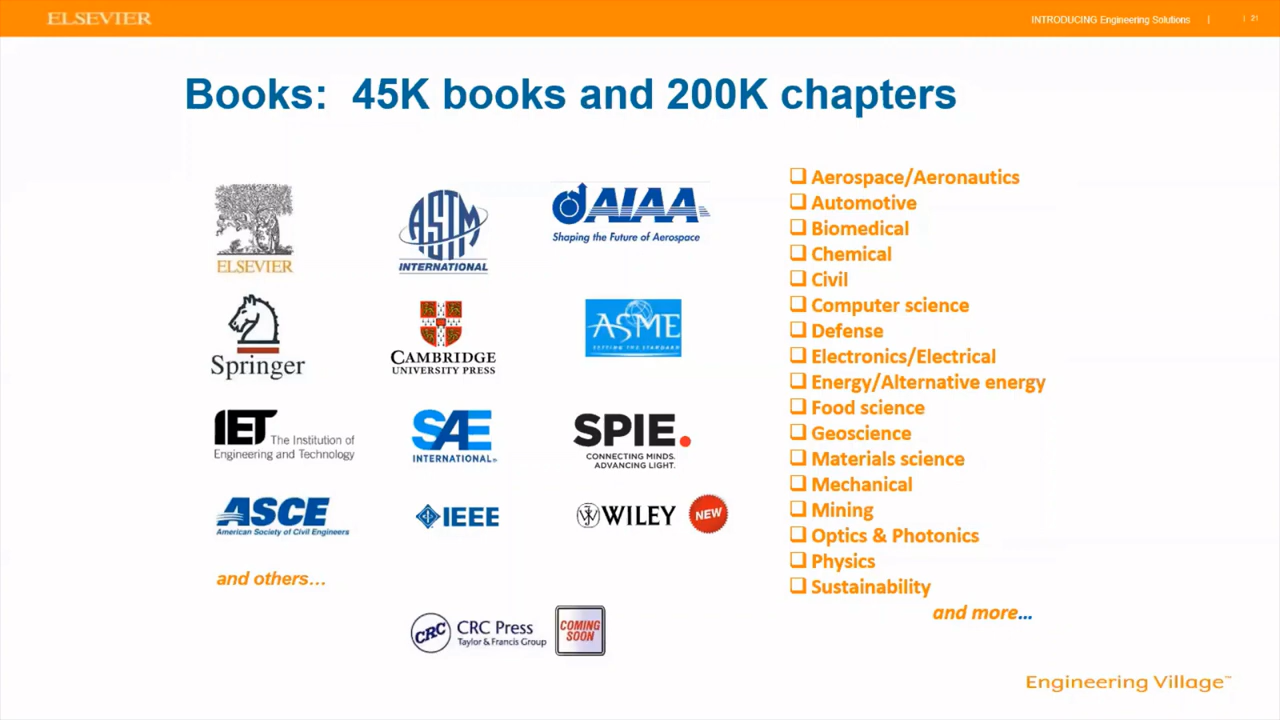 ELSEVIER
INTRODUCING Engineering Solutions | | 21
Books: 45K books and 200K chapters
ELSEVIER
ASTM
INTERNATIONAL
AIAA
Shaping the Future of Aerospace
Springer
CAMBRIDGE
UNIVERSITY PRESS
ASME
SETTING THE STANDARD
IET The Institution of
Engineering and Technology
SAE
INTERNATIONAL®
SPIE.
CONNECTING MINDS.
ADVANCING LIGHT.
ASCE
American Society of Civil Engineers
IEEE
WILEY
NEW
and others...
CRC CRC Press
Taylor & Francis Group
COMING
SOON
❑ Aerospace/Aeronautics
❑ Automotive
❑ Biomedical
❑ Chemical
❑ Civil
❑ Computer science
❑ Defense
❑ Electronics/Electrical
❑ Energy/Alternative energy
❑ Food science
❑ Geoscience
❑ Materials science
❑ Mechanical
❑ Mining
❑ Optics & Photonics
❑ Physics
❑ Sustainability
and more...
Engineering Village™